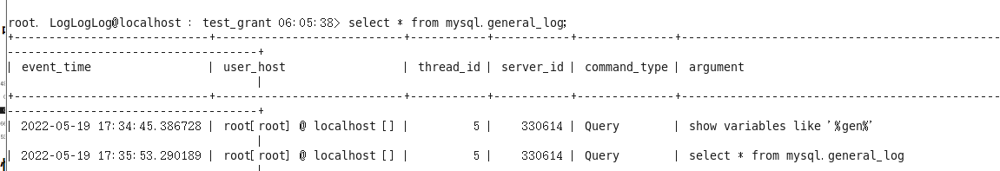 root. LogLogLog@localhost : test_grant 06:05:38> select * from mysql.general_log;
+----------------------------+---------------------------+-----------+-----------+--------------+---------------------------------------------
------------------------------------+
| event_time | user_host | thread_id | server_id | command_type | argument
|
+----------------------------+---------------------------+-----------+-----------+--------------+---------------------------------------------
------------------------------------+
| 2022-05-19 17:34:45.386728 | root[root] @ localhost [] | 5 | 330614 | Query | show variables like '%gen%'
|
| 2022-05-19 17:35:53.290189 | root[root] @ localhost [] | 5 | 330614 | Query | select * from mysql.general_log
|